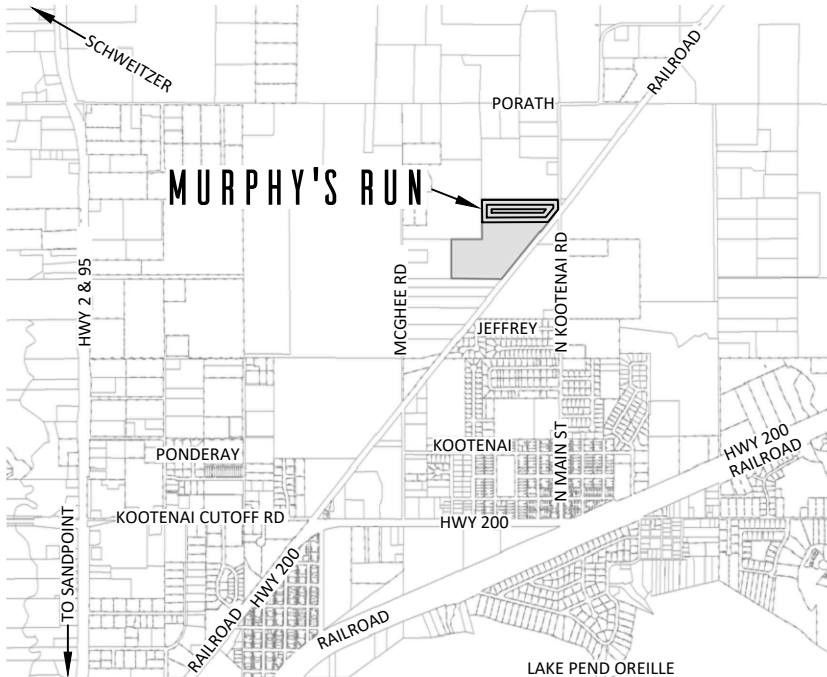 SCHWEITZER
RAILROAD
PORATH
MURPHY'S RUN
HWY 2 & 95
MCGHEE RD
N KOOTENAI RD
JEFFREY
KOOTENAI
N MAIN ST
HWY 200
RAILROAD
PONDERAY
KOOTENAI CUTOFF RD
HWY 200
TO SANDPOINT
HWY 200
RAILROAD
RAILROAD
LAKE PEND OREILLE